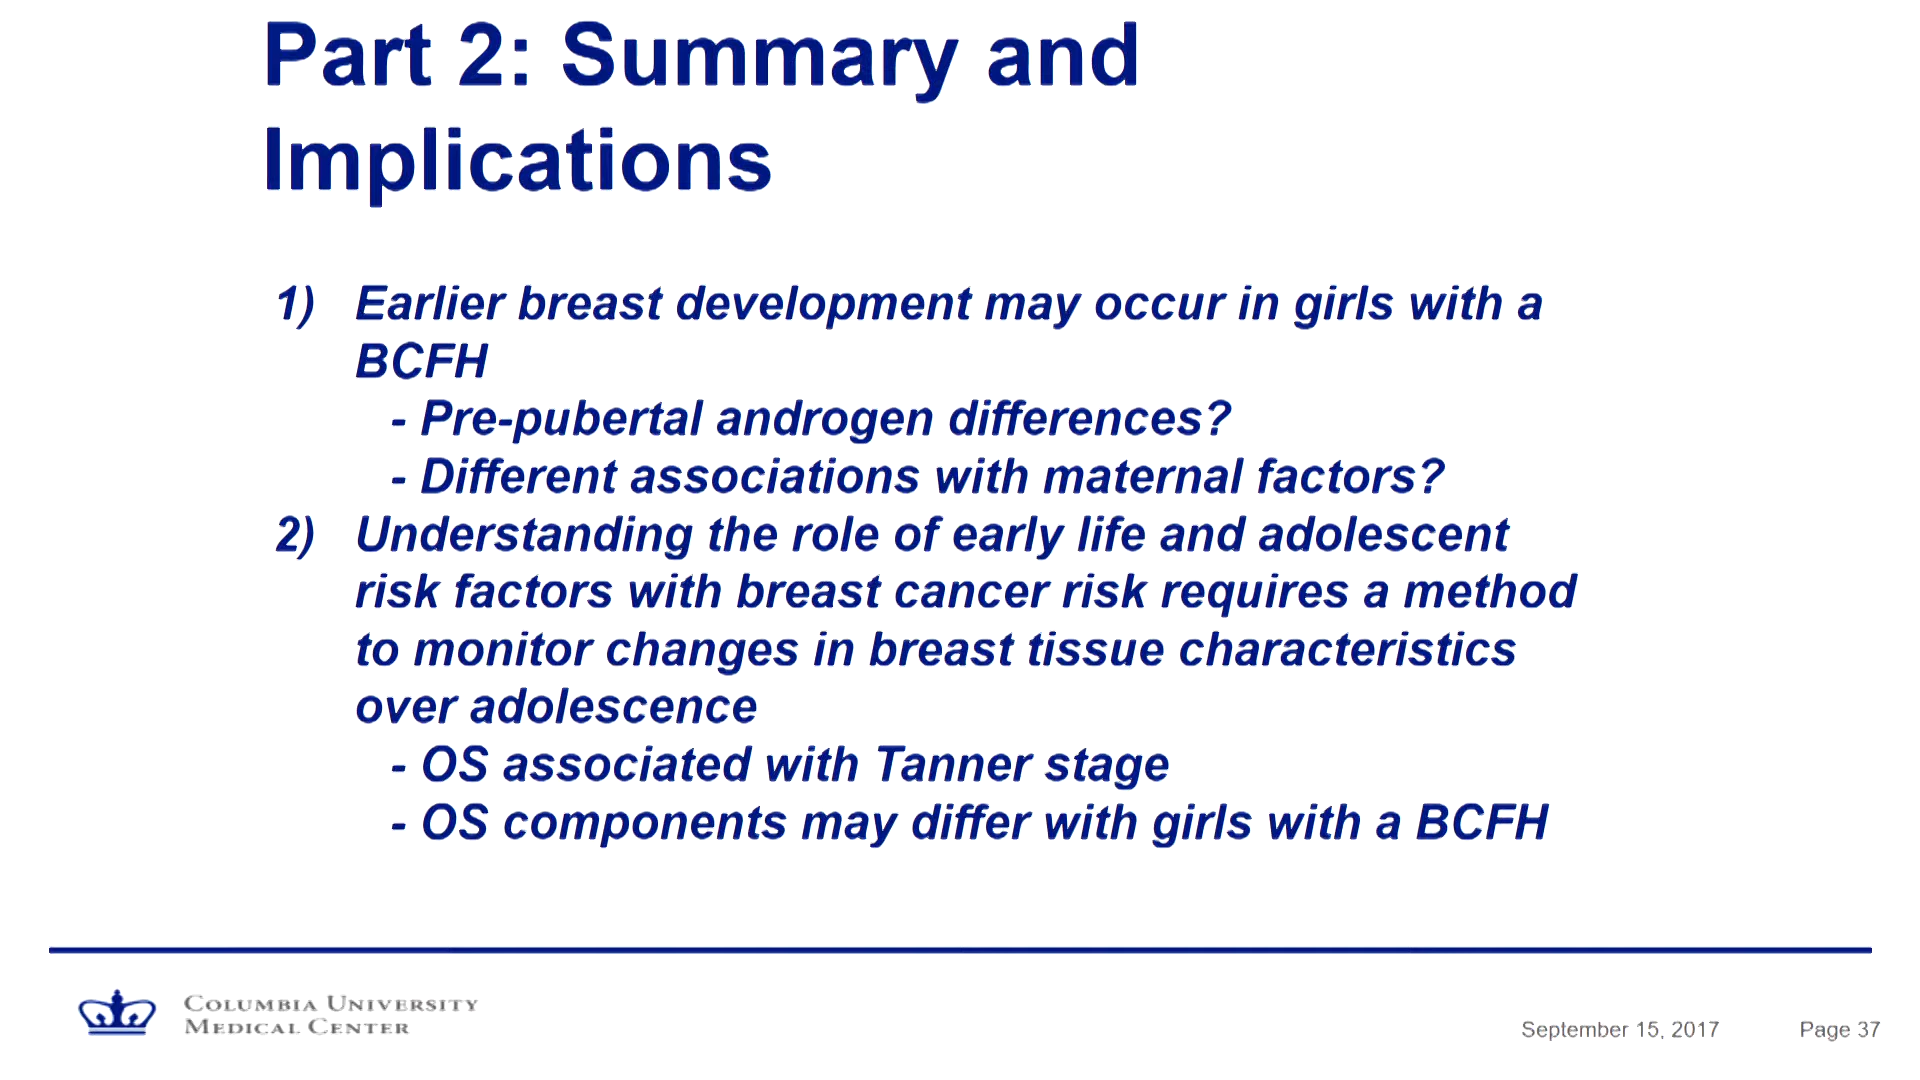 Part 2: Summary and
Implications
1) Earlier breast development may occur in girls with a
BCFH
- Pre-pubertal androgen differences?
- Different associations with maternal factors?
2) Understanding the role of early life and adolescent
risk factors with breast cancer risk requires a method
to monitor changes in breast tissue characteristics
over adolescence
- OS associated with Tanner stage
- OS components may differ with girls with a BCFH
COLUMBIA UNIVERSITY
MEDICAL CENTER
September 15, 2017 Page 37